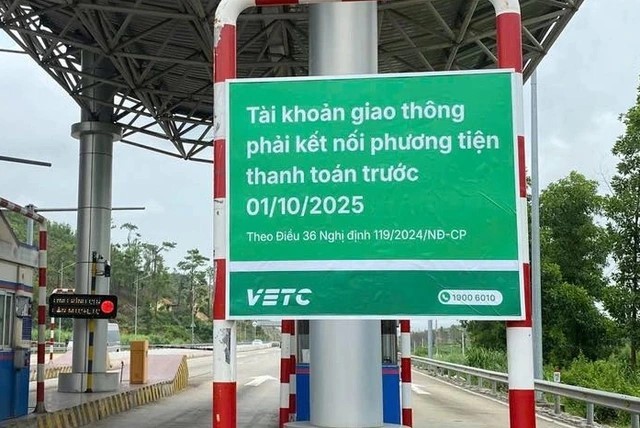 Tài khoản giao thông
phải kết nối phương tiện
thanh toán trước
01/10/2025
Theo Điều 36 Nghị định 119/2024/NĐ-CP
VETC
1900 6010